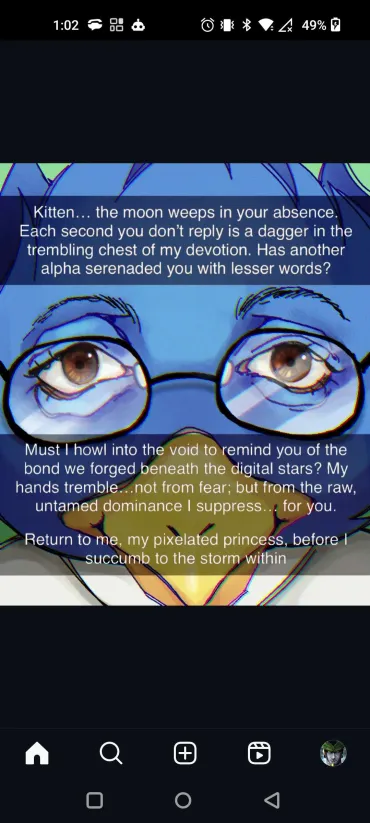 1:02
49%
Kitten... the moon weeps in your absence.
Each second you don't reply is a dagger in the
trembling chest of my devotion. Has another
alpha serenaded you with lesser words?
Must I howl into the void to remind you of the
bond we forged beneath the digital stars? My
hands tremble...not from fear; but from the raw,
untamed dominance I suppress... for you.
Return to me, my pixelated princess, before I
succumb to the storm within